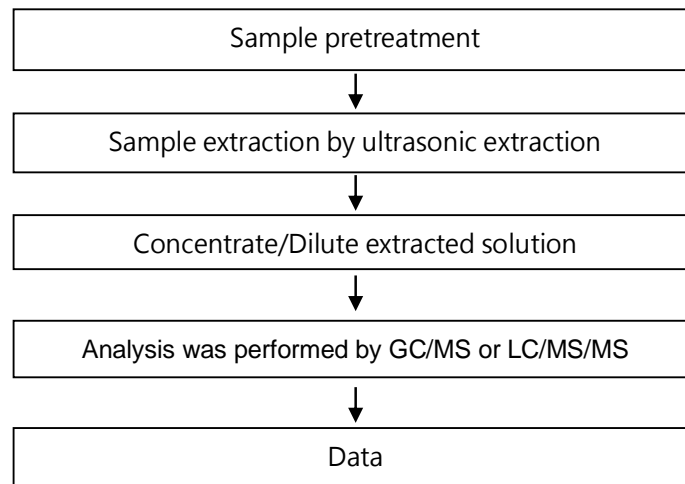 Sample pretreatment
Sample extraction by ultrasonic extraction
Concentrate/Dilute extracted solution
Analysis was performed by GC/MS or LC/MS/MS
Data